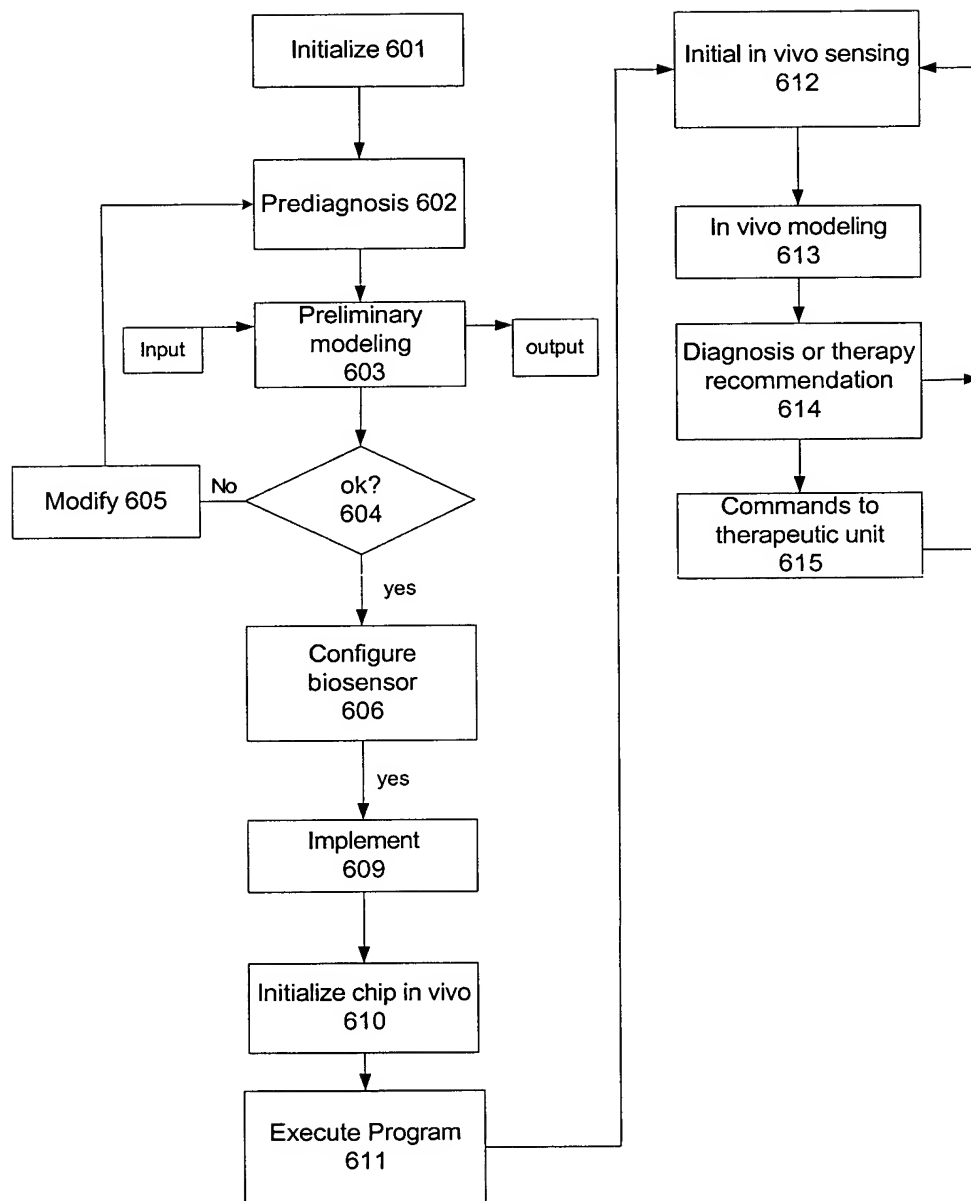 Initialize 601
Prediagnosis 602
Input
Preliminary
modeling
603
output
Modify 605
No
ok?
604
yes
Configure
biosensor
606
yes
Implement
609
Initialize chip in vivo
610
Execute Program
611
Initial in vivo sensing
612
In vivo modeling
613
Diagnosis or therapy
recommendation
614
Commands to
therapeutic unit
615